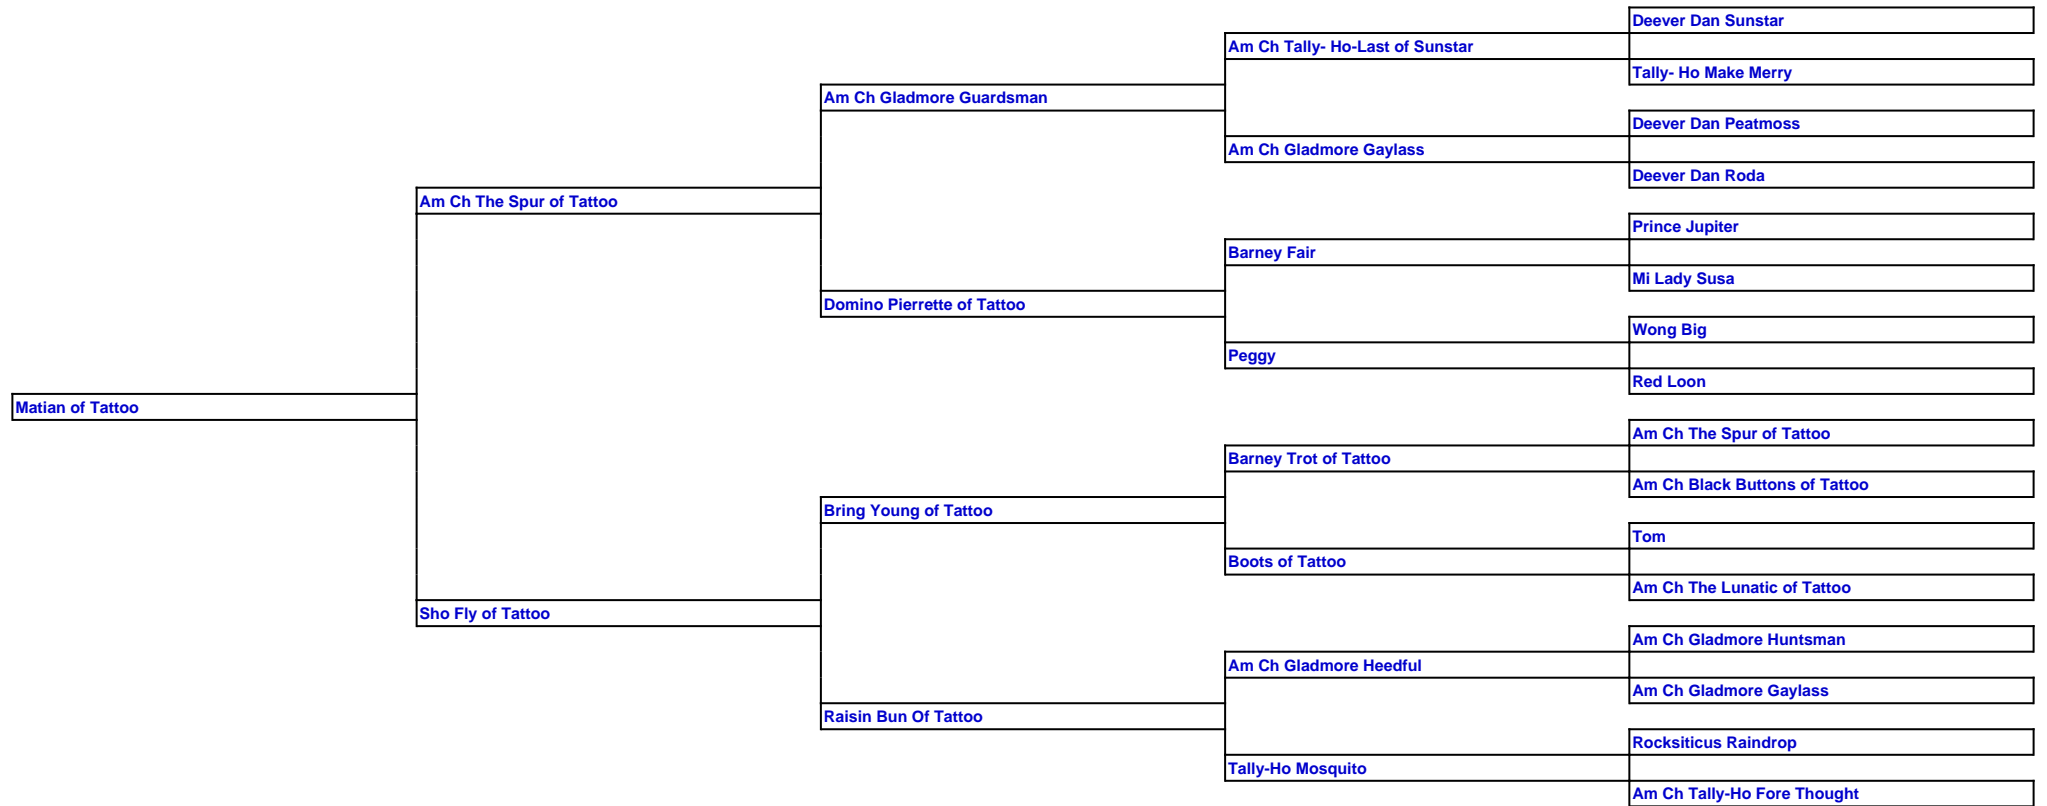 Deever Dan Sunstar
Am Ch Tally- Ho-Last of Sunstar
Tally- Ho Make Merry
Am Ch Gladmore Guardsman
Deever Dan Peatmoss
Am Ch Gladmore Gaylass
Deever Dan Roda
Am Ch The Spur of Tattoo
Prince Jupiter
Barney Fair
Mi Lady Susa
Domino Pierrette of Tattoo
Wong Big
Peggy
Red Loon
Matian of Tattoo
Am Ch The Spur of Tattoo
Barney Trot of Tattoo
Am Ch Black Buttons of Tattoo
Bring Young of Tattoo
Tom
Boots of Tattoo
Am Ch The Lunatic of Tattoo
Sho Fly of Tattoo
Am Ch Gladmore Huntsman
Am Ch Gladmore Heedful
Am Ch Gladmore Gaylass
Raisin Bun Of Tattoo
Rocksiticus Raindrop
Tally-Ho Mosquito
Am Ch Tally-Ho Fore Thought